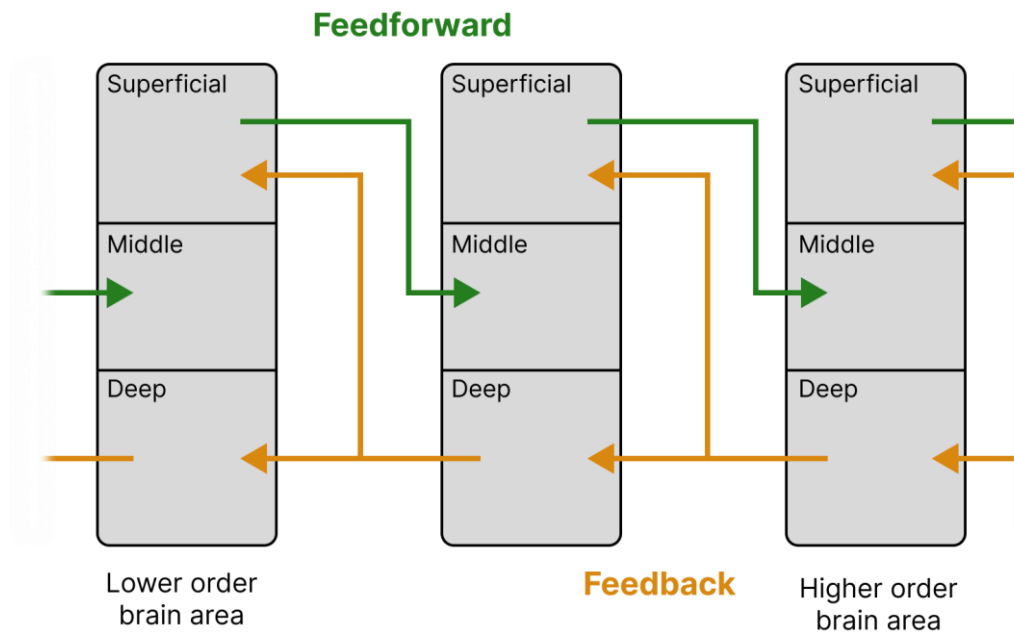 Feedforward
Superficial
Superficial
Superficial
Middle
Middle
Middle
Deep
Deep
Deep
Lower order
brain area
Feedback
Higher order
brain area